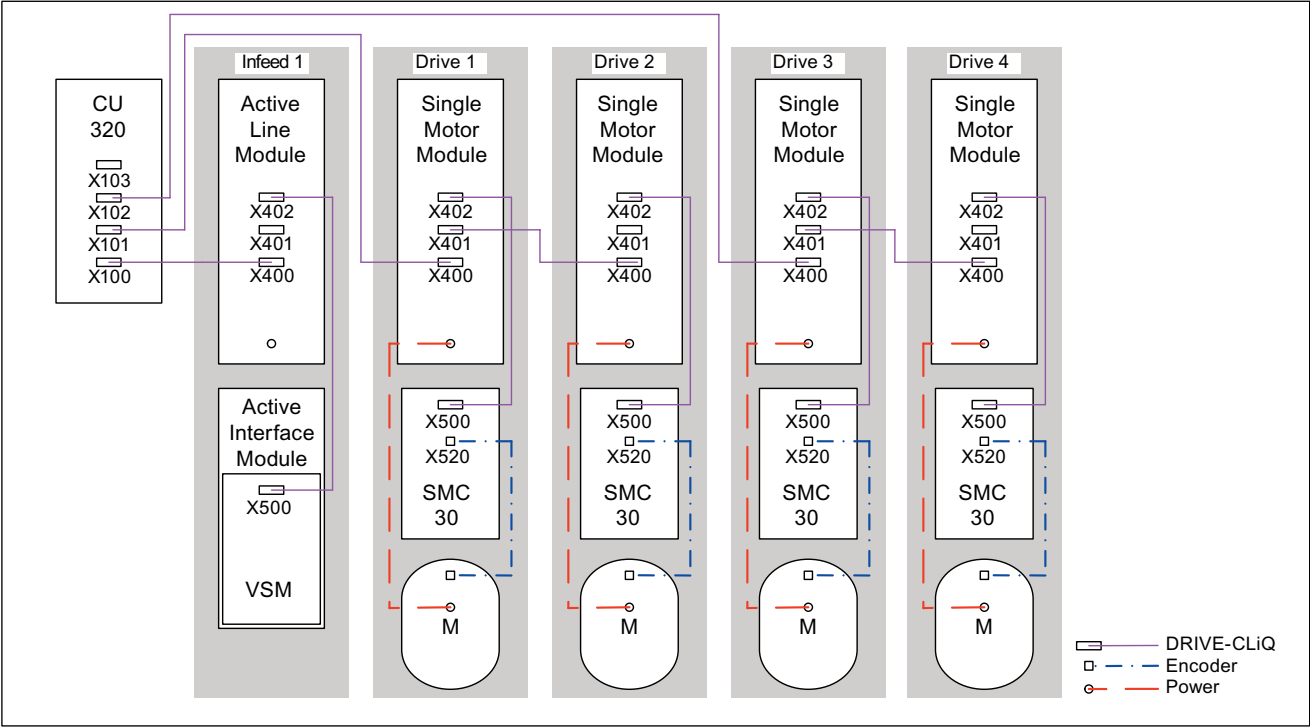 Infeed 1
Drive 1
Drive 2
Drive 3
Drive 4
CU
320
X103
X102
X101
X100
Active
Line
Module
X402
X401
X400
Single
Motor
Module
X402
X401
X400
Single
Motor
Module
X402
X401
X400
Single
Motor
Module
X402
X401
X400
Single
Motor
Module
X402
X401
X400
Active
Interface
Module
X500
VSM
X500
X520
SMC
30
M
X500
X520
SMC
30
M
X500
X520
SMC
30
M
X500
X520
SMC
30
M
DRIVE-CLiQ
Encoder
Power